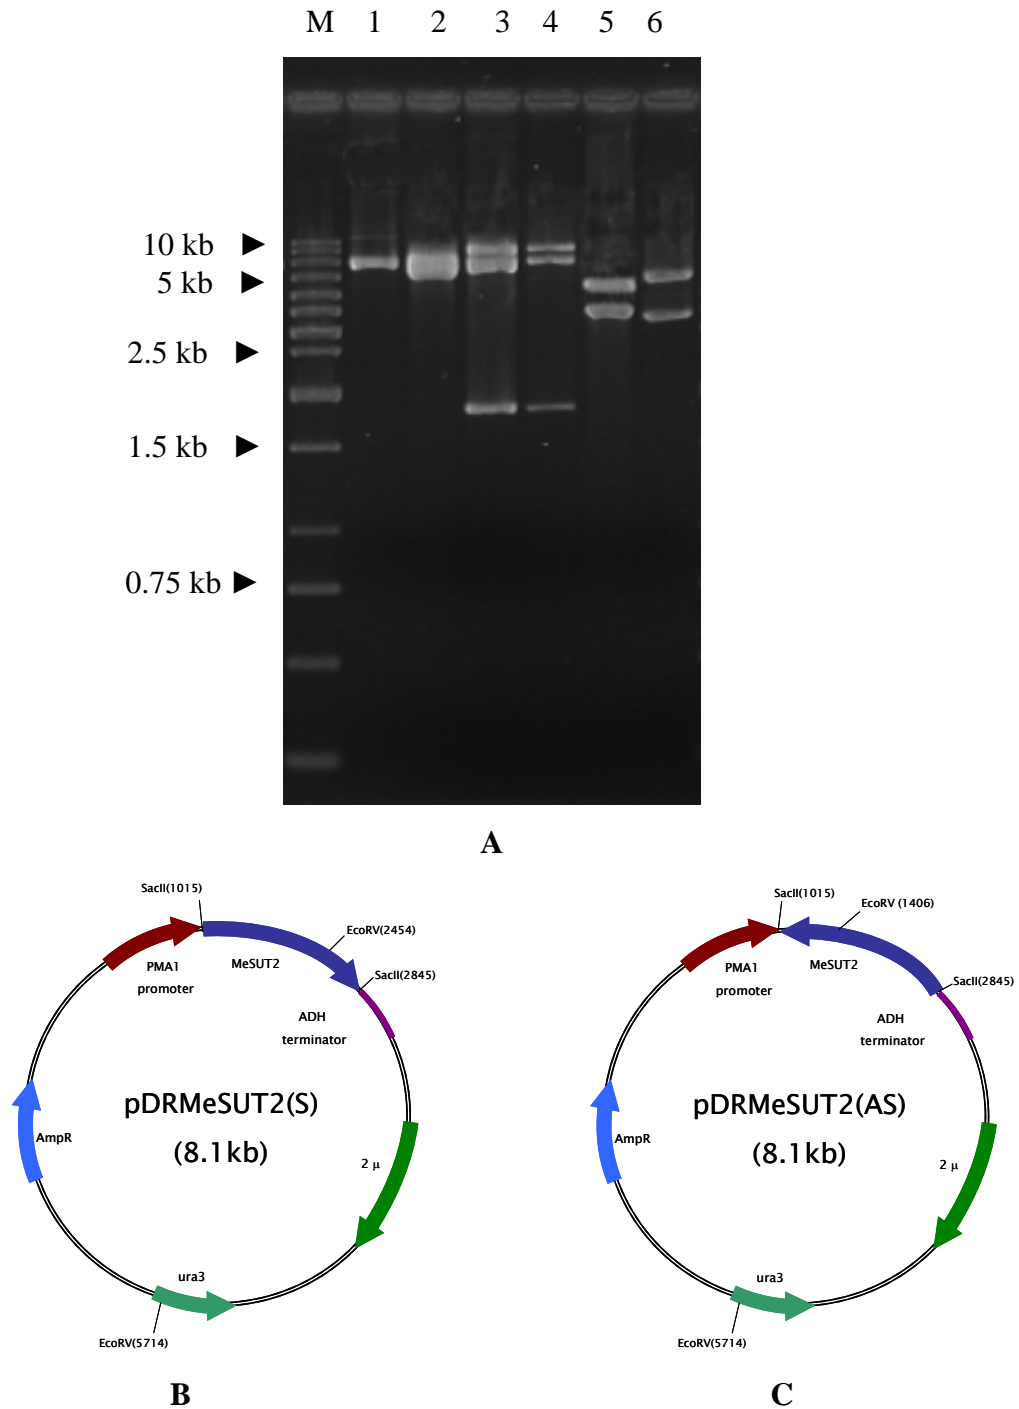 M 1 2 3 4 5 6
10 kb
5 kb
2.5 kb
1.5 kb
0.75 kb
A
SacII(1015)
EcoRV(2454)
MeSUT2
SacII(2845)
PMA1
promoter
ADH
terminator
pDRMeSUT2(S)
(8.1kb)
AmpR
2 µ
ura3
EcoRV(5714)
B
SacII(1015)
EcoRV (1406)
MeSUT2
SacII(2845)
PMA1
promoter
ADH
terminator
pDRMeSUT2(AS)
(8.1kb)
AmpR
2 µ
ura3
EcoRV(5714)
C